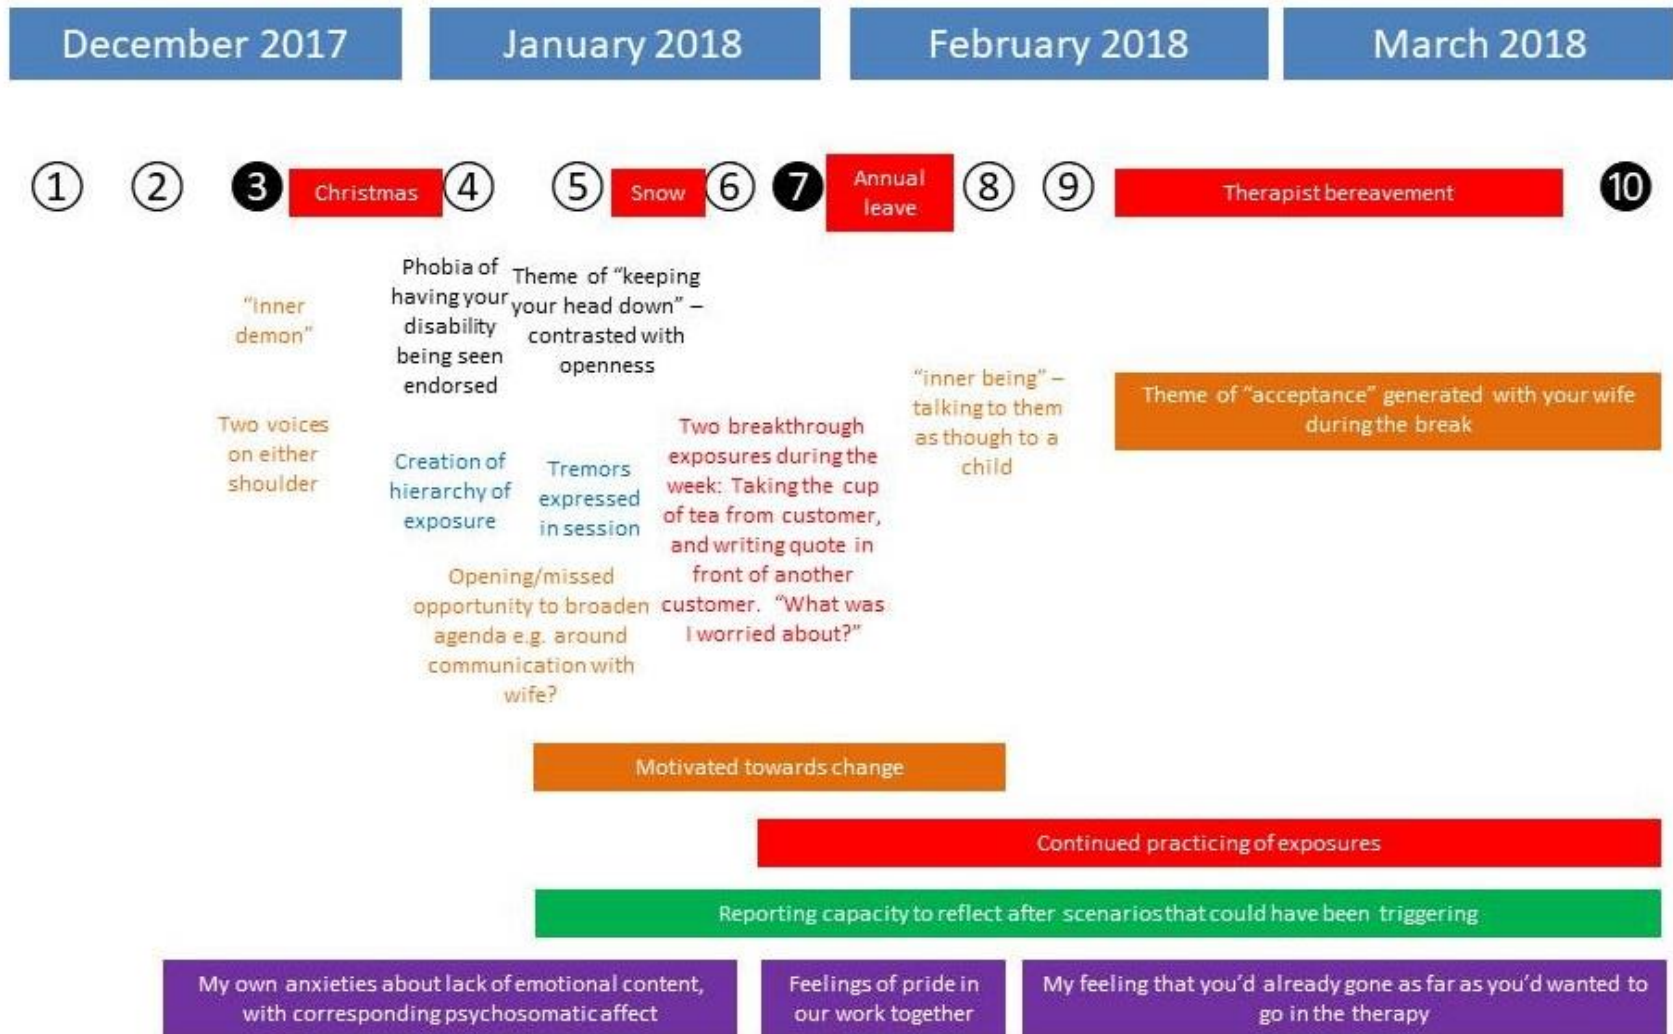 December 2017
January 2018
February 2018
March 2018
1
2
3
Christmas
4
5
Snow
6
7
Annual
leave
8
9
Therapist bereavement
10
"Inner
demon"
Two voices
on either
shoulder
Phobia of
having your
disability
being seen
endorsed
Creation of
hierarchy of
exposure
Theme of "keeping
your head down" –
contrasted with
openness
Tremors
expressed
in session
Opening/missed
opportunity to broaden
agenda e.g. around
communication with
wife?
Two breakthrough
exposures during the
week: Taking the cup
of tea from customer,
and writing quote in
front of another
customer. "What was
I worried about?"
"inner being" –
talking to them
as though to a
child
Theme of "acceptance" generated with your wife
during the break
Motivated towards change
Continued practicing of exposures
Reporting capacity to reflect after scenarios that could have been triggering
My own anxieties about lack of emotional content,
with corresponding psychosomatic affect
Feelings of pride in
our work together
My feeling that you'd already gone as far as you'd wanted to
go in the therapy